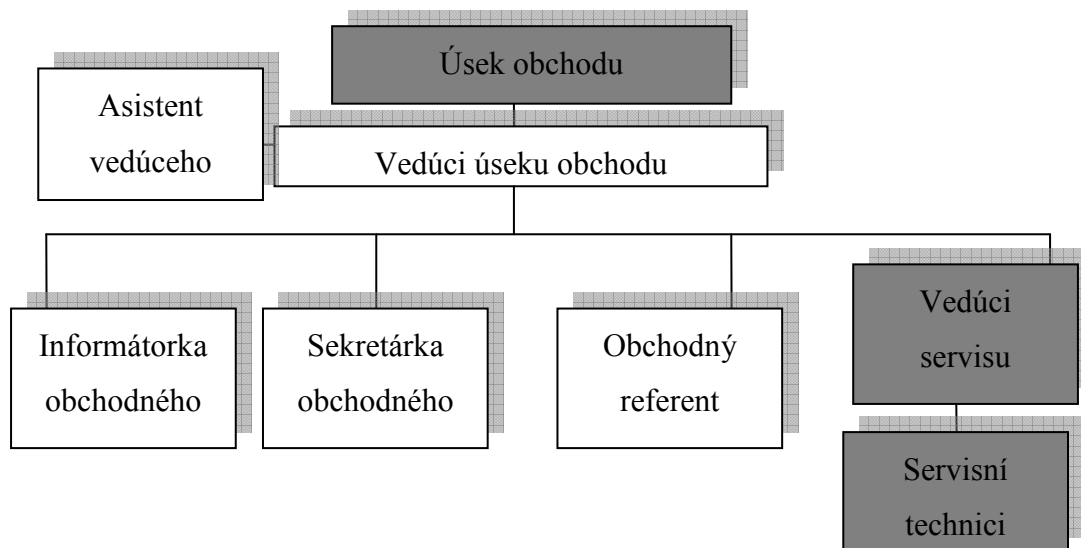 Úsek obchodu
Asistent
vedúceho
Vedúci úseku obchodu
Informátorka
obchodného
Sekretárka
obchodného
Obchodný
referent
Vedúci
servisu
Servisní
technici